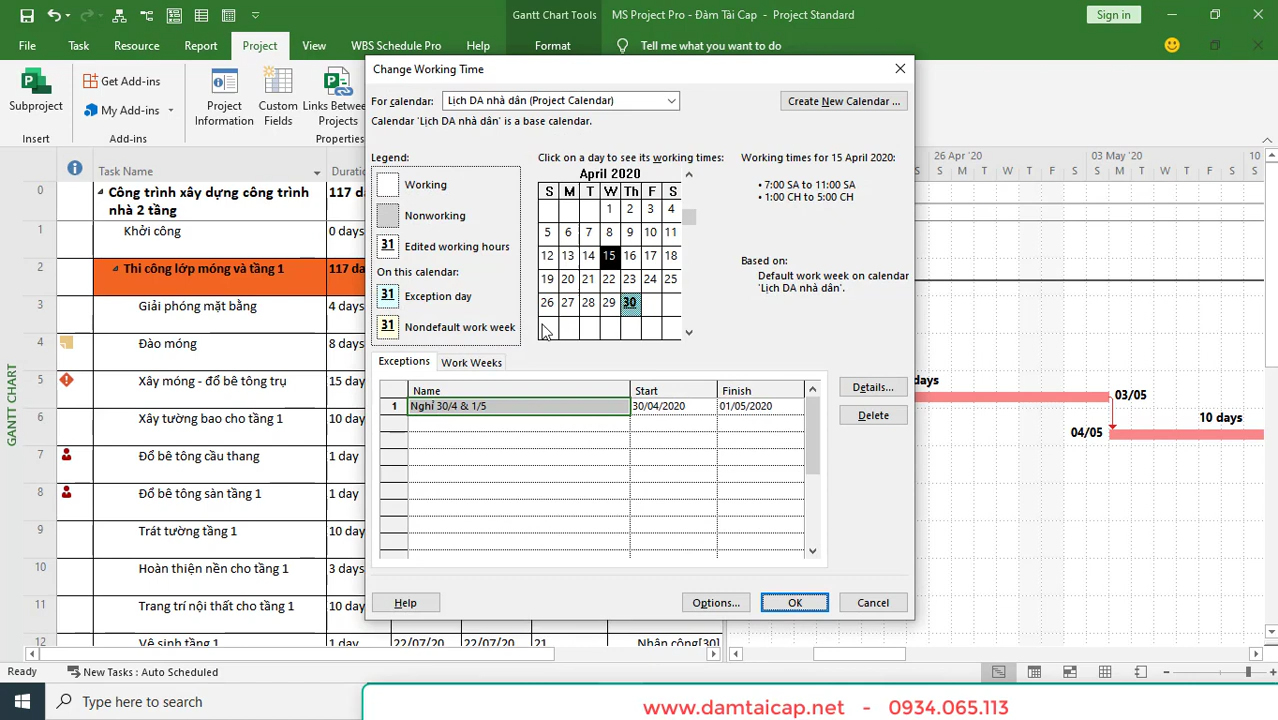 Gantt Chart Tools
MS Project Pro - Đàm Tài Cap - Project Standard
Sign in
File Task Resource Report Project View WBS Schedule Pro Help Format Tell me what you want to do
Subproject
Get Add-ins
My Add-ins
Project Information
Custom Fields
Links Between Projects
Insert Add-ins Properties
Change Working Time
For calendar: Lịch DA nhà dân (Project Calendar)
Create New Calendar ...
Calendar 'Lịch DA nhà dân' is a base calendar.
Legend:
Working
Nonworking
31 Edited working hours
On this calendar:
31 Exception day
31 Nondefault work week
Click on a day to see its working times:
April 2020
S M T W Th F S
1 2 3 4
5 6 7 8 9 10 11
12 13 14 15 16 17 18
19 20 21 22 23 24 25
26 27 28 29 30
Working times for 15 April 2020:
• 7:00 SA to 11:00 SA
• 1:00 CH to 5:00 CH
Based on:
Default work week on calendar
'Lịch DA nhà dân'.
Exceptions Work Weeks
Name Start Finish
1 Nghỉ 30/4 & 1/5 30/04/2020 01/05/2020
Details...
Delete
Help Options... OK Cancel
Task Name Durati
0 Công trình xây dựng công trình 117 d
nhà 2 tầng
1 Khởi công 0 days
2 Thi công lớp móng và tầng 1 117 d
3 Giải phóng mặt bằng 4 days
4 Đào móng 8 days
5 Xây móng - đổ bê tông trụ 15 day
6 Xây tường bao cho tầng 1 10 day
7 Đổ bê tông cầu thang 1 day
8 Đổ bê tông sàn tầng 1 1 day
9 Trát tường tầng 1 10 day
10 Hoàn thiện nền cho tầng 1 3 days
11 Trang trí nội thất cho tầng 1 10 day
12 Vệ sinh tầng 1 1 day 22/07/20 22/07/20 21 Nhân công[30]
GANTT CHART
26 Apr '20 03 May '20 10
S M T W T F S S M T W T F S S
days 03/05
10 days
04/05
Ready New Tasks : Auto Scheduled
Type here to search
www.damtaicap.net - 0934.065.113